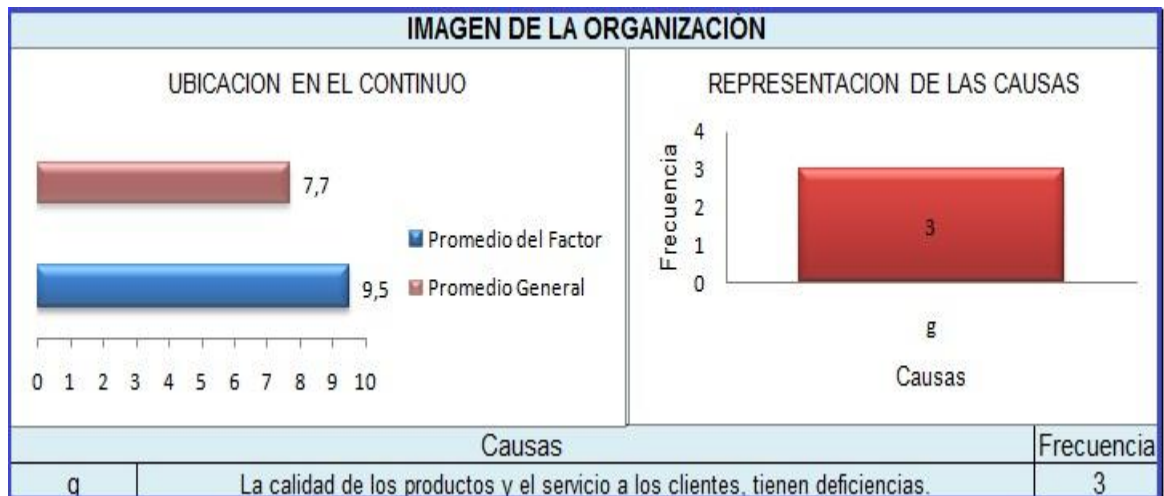 IMAGEN DE LA ORGANIZACIÓN
UBICACION EN EL CONTINUO
7,7
9,5
Promedio del Factor
Promedio General
0 1 2 3 4 5 6 7 8 9 10
REPRESENTACION DE LAS CAUSAS
Frecuencia
4
3
2
1
0
3
g
Causas
Causas Frecuencia
g La calidad de los productos y el servicio a los clientes, tienen deficiencias. 3